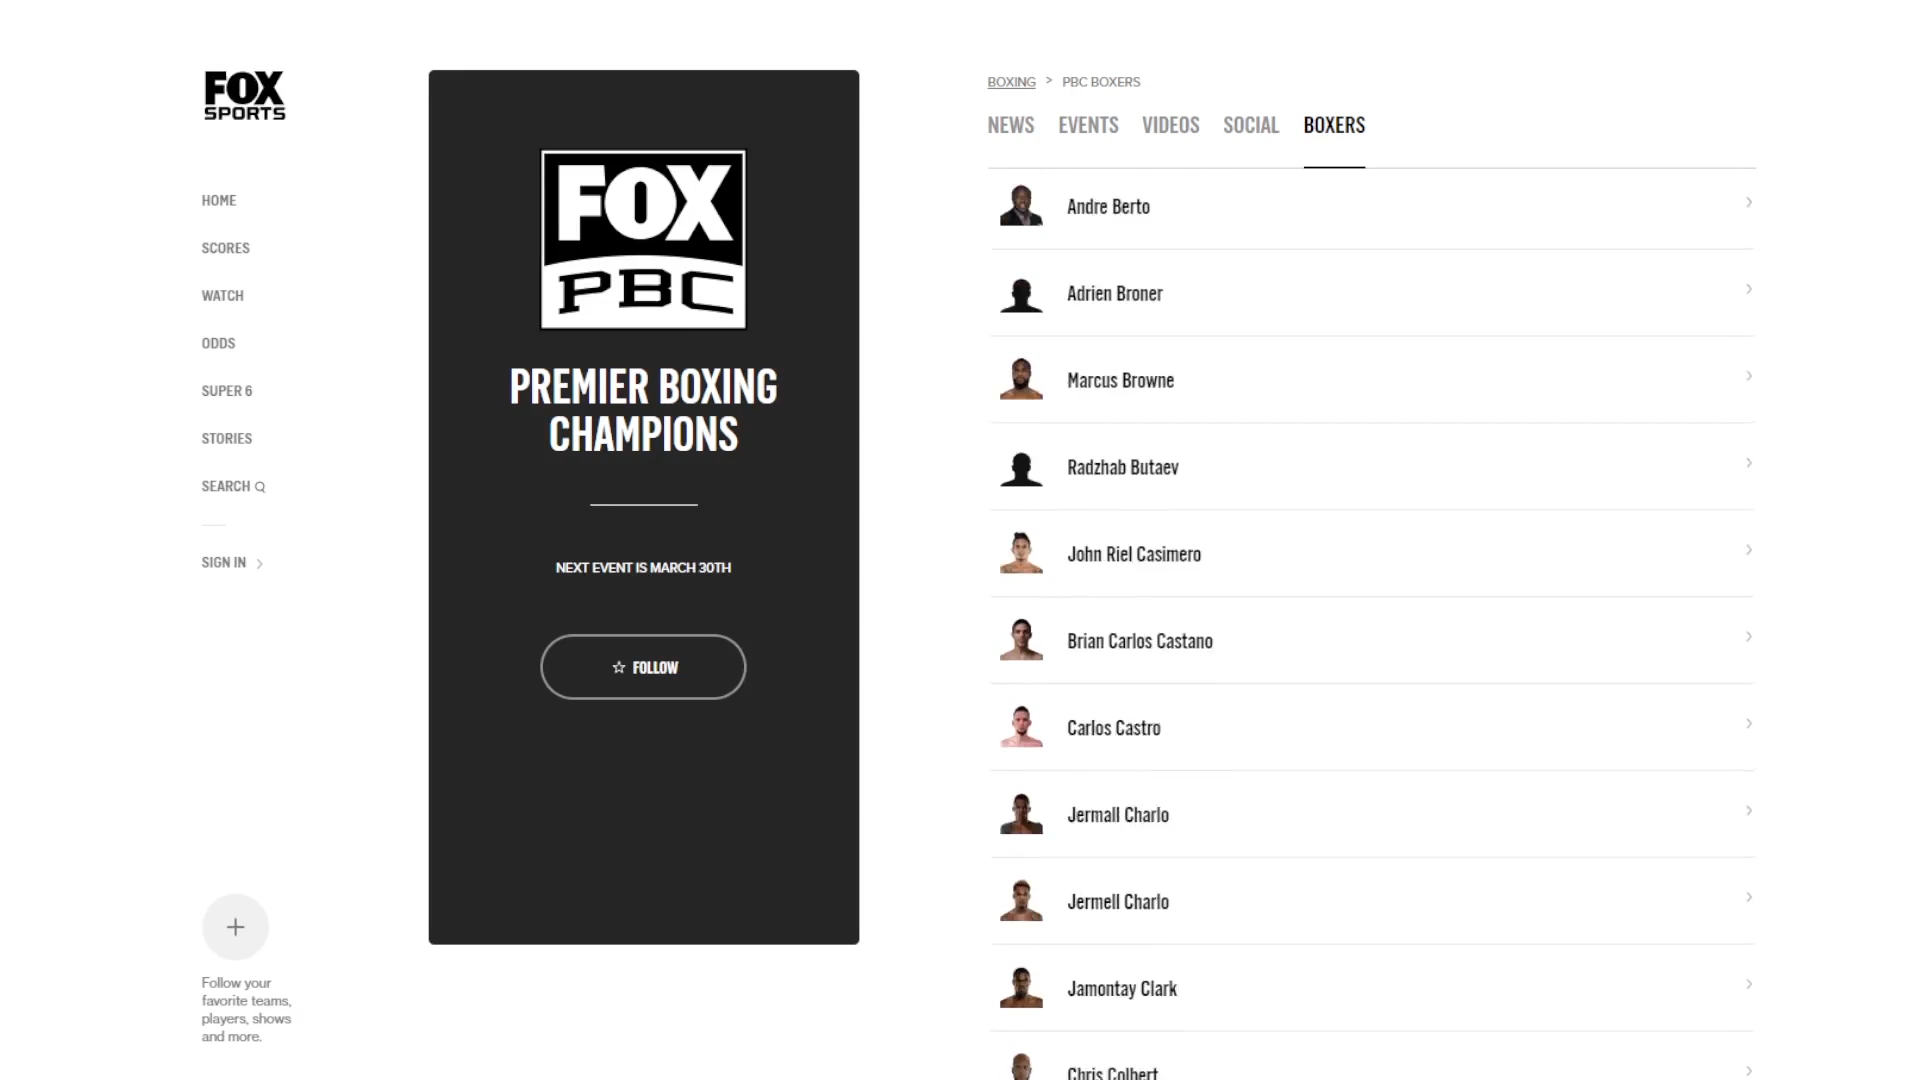 FOX
SPORTS
HOME
SCORES
WATCH
ODDS
SUPER 6
STORIES
SEARCH
SIGN IN
+
Follow your
favorite teams,
players, shows
and more.
FOX
PBC
PREMIER BOXING
CHAMPIONS
NEXT EVENT IS MARCH 30TH
☆ FOLLOW
BOXING > PBC BOXERS
NEWS EVENTS VIDEOS SOCIAL BOXERS
Andre Berto
Adrien Broner
Marcus Browne
Radzhab Butaev
John Riel Casimero
Brian Carlos Castano
Carlos Castro
Jermall Charlo
Jermell Charlo
Jamontay Clark
Chris Colbert